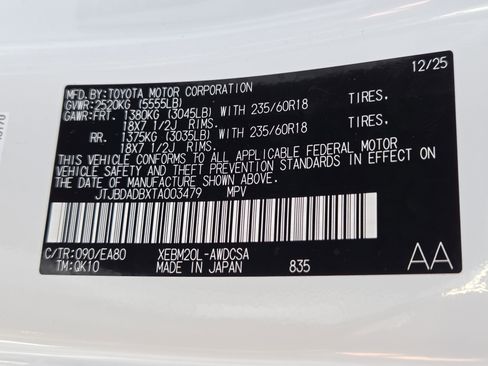 12/25
MFD.BY:TOYOTA MOTOR CORPORATION
GVWR:2520KG (5555LB)
GAWR:FRT. 1380KG (3045LB) WITH 235/60R18 TIRES.
18X7 1/2J RIMS.
RR. 1375KG (3035LB) WITH 235/60R18 TIRES.
18X7 1/2J RIMS.
THIS VEHICLE CONFORMS TO ALL APPLICABLE FEDERAL MOTOR
VEHICLE SAFETY AND THEFT PREVENTION STANDARDS IN EFFECT ON
THE DATE OF MANUFACTURE SHOWN ABOVE.
JTJBDADBXTA003479 MPV
C/TR:090/EA80 XEBM20L-AWDCSA
TM:QK10 MADE IN JAPAN 835
AA